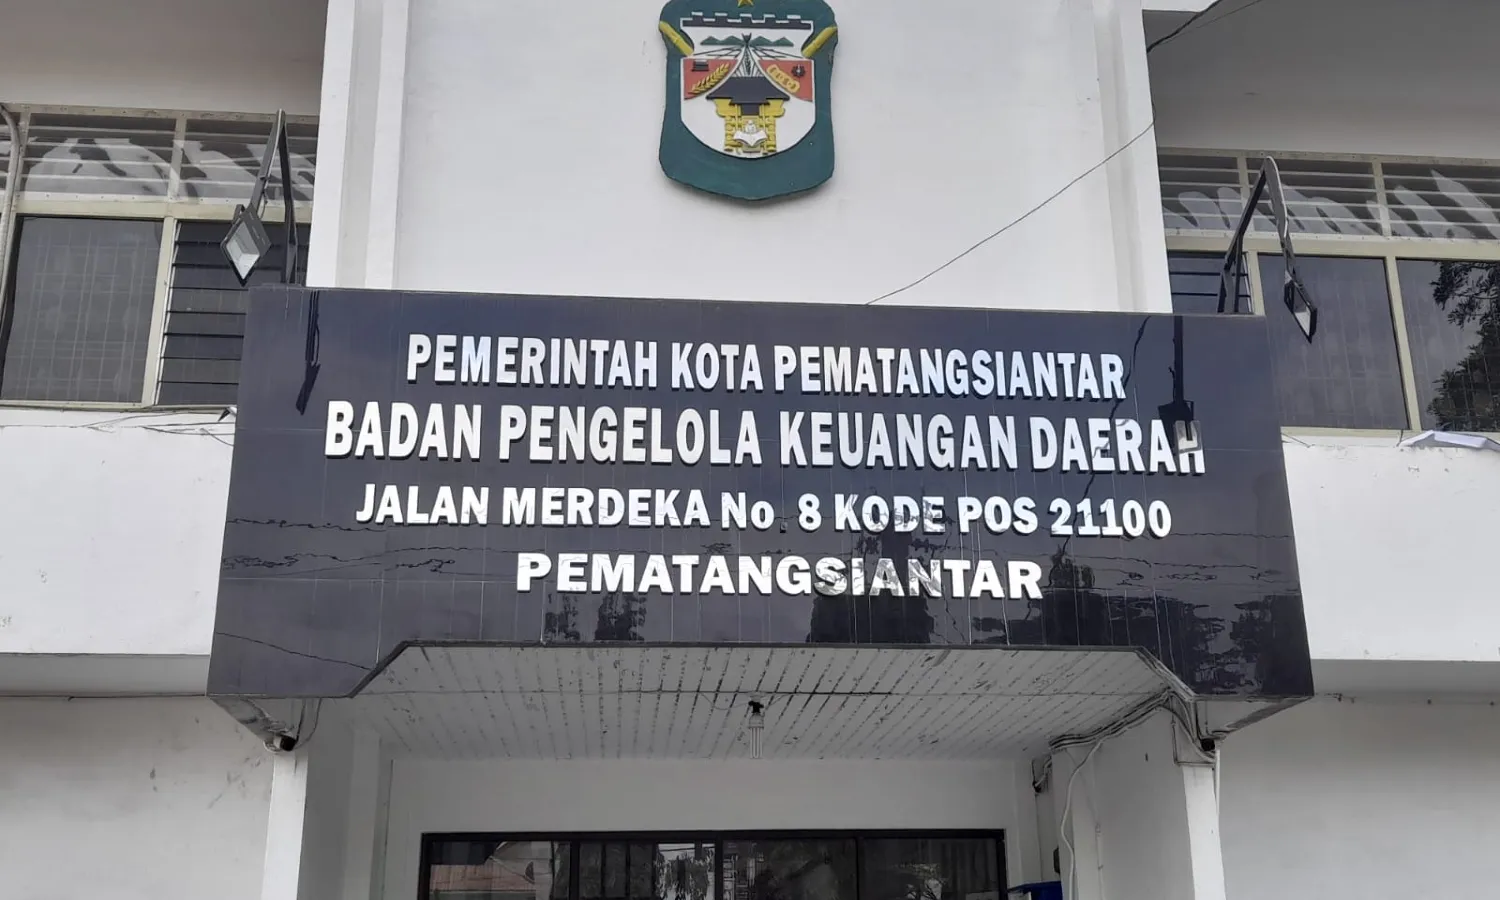 PEMERINTAH KOTA PEMATANGSIANTAR
BADAN PENGELOLA KEUANGAN DAERAH
JALAN MERDEKA No. 8 KODE POS 21100
PEMATANGSIANTAR